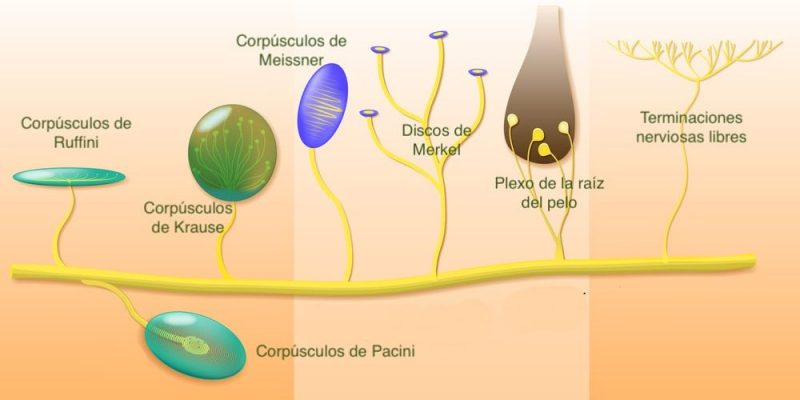 Corpúsculos de
Ruffini
Corpúsculos
de Krause
Corpúsculos de
Meissner
Discos de
Merkel
Plexo de la raíz
del pelo
Terminaciones
nerviosas libres
Corpúsculos de Pacini